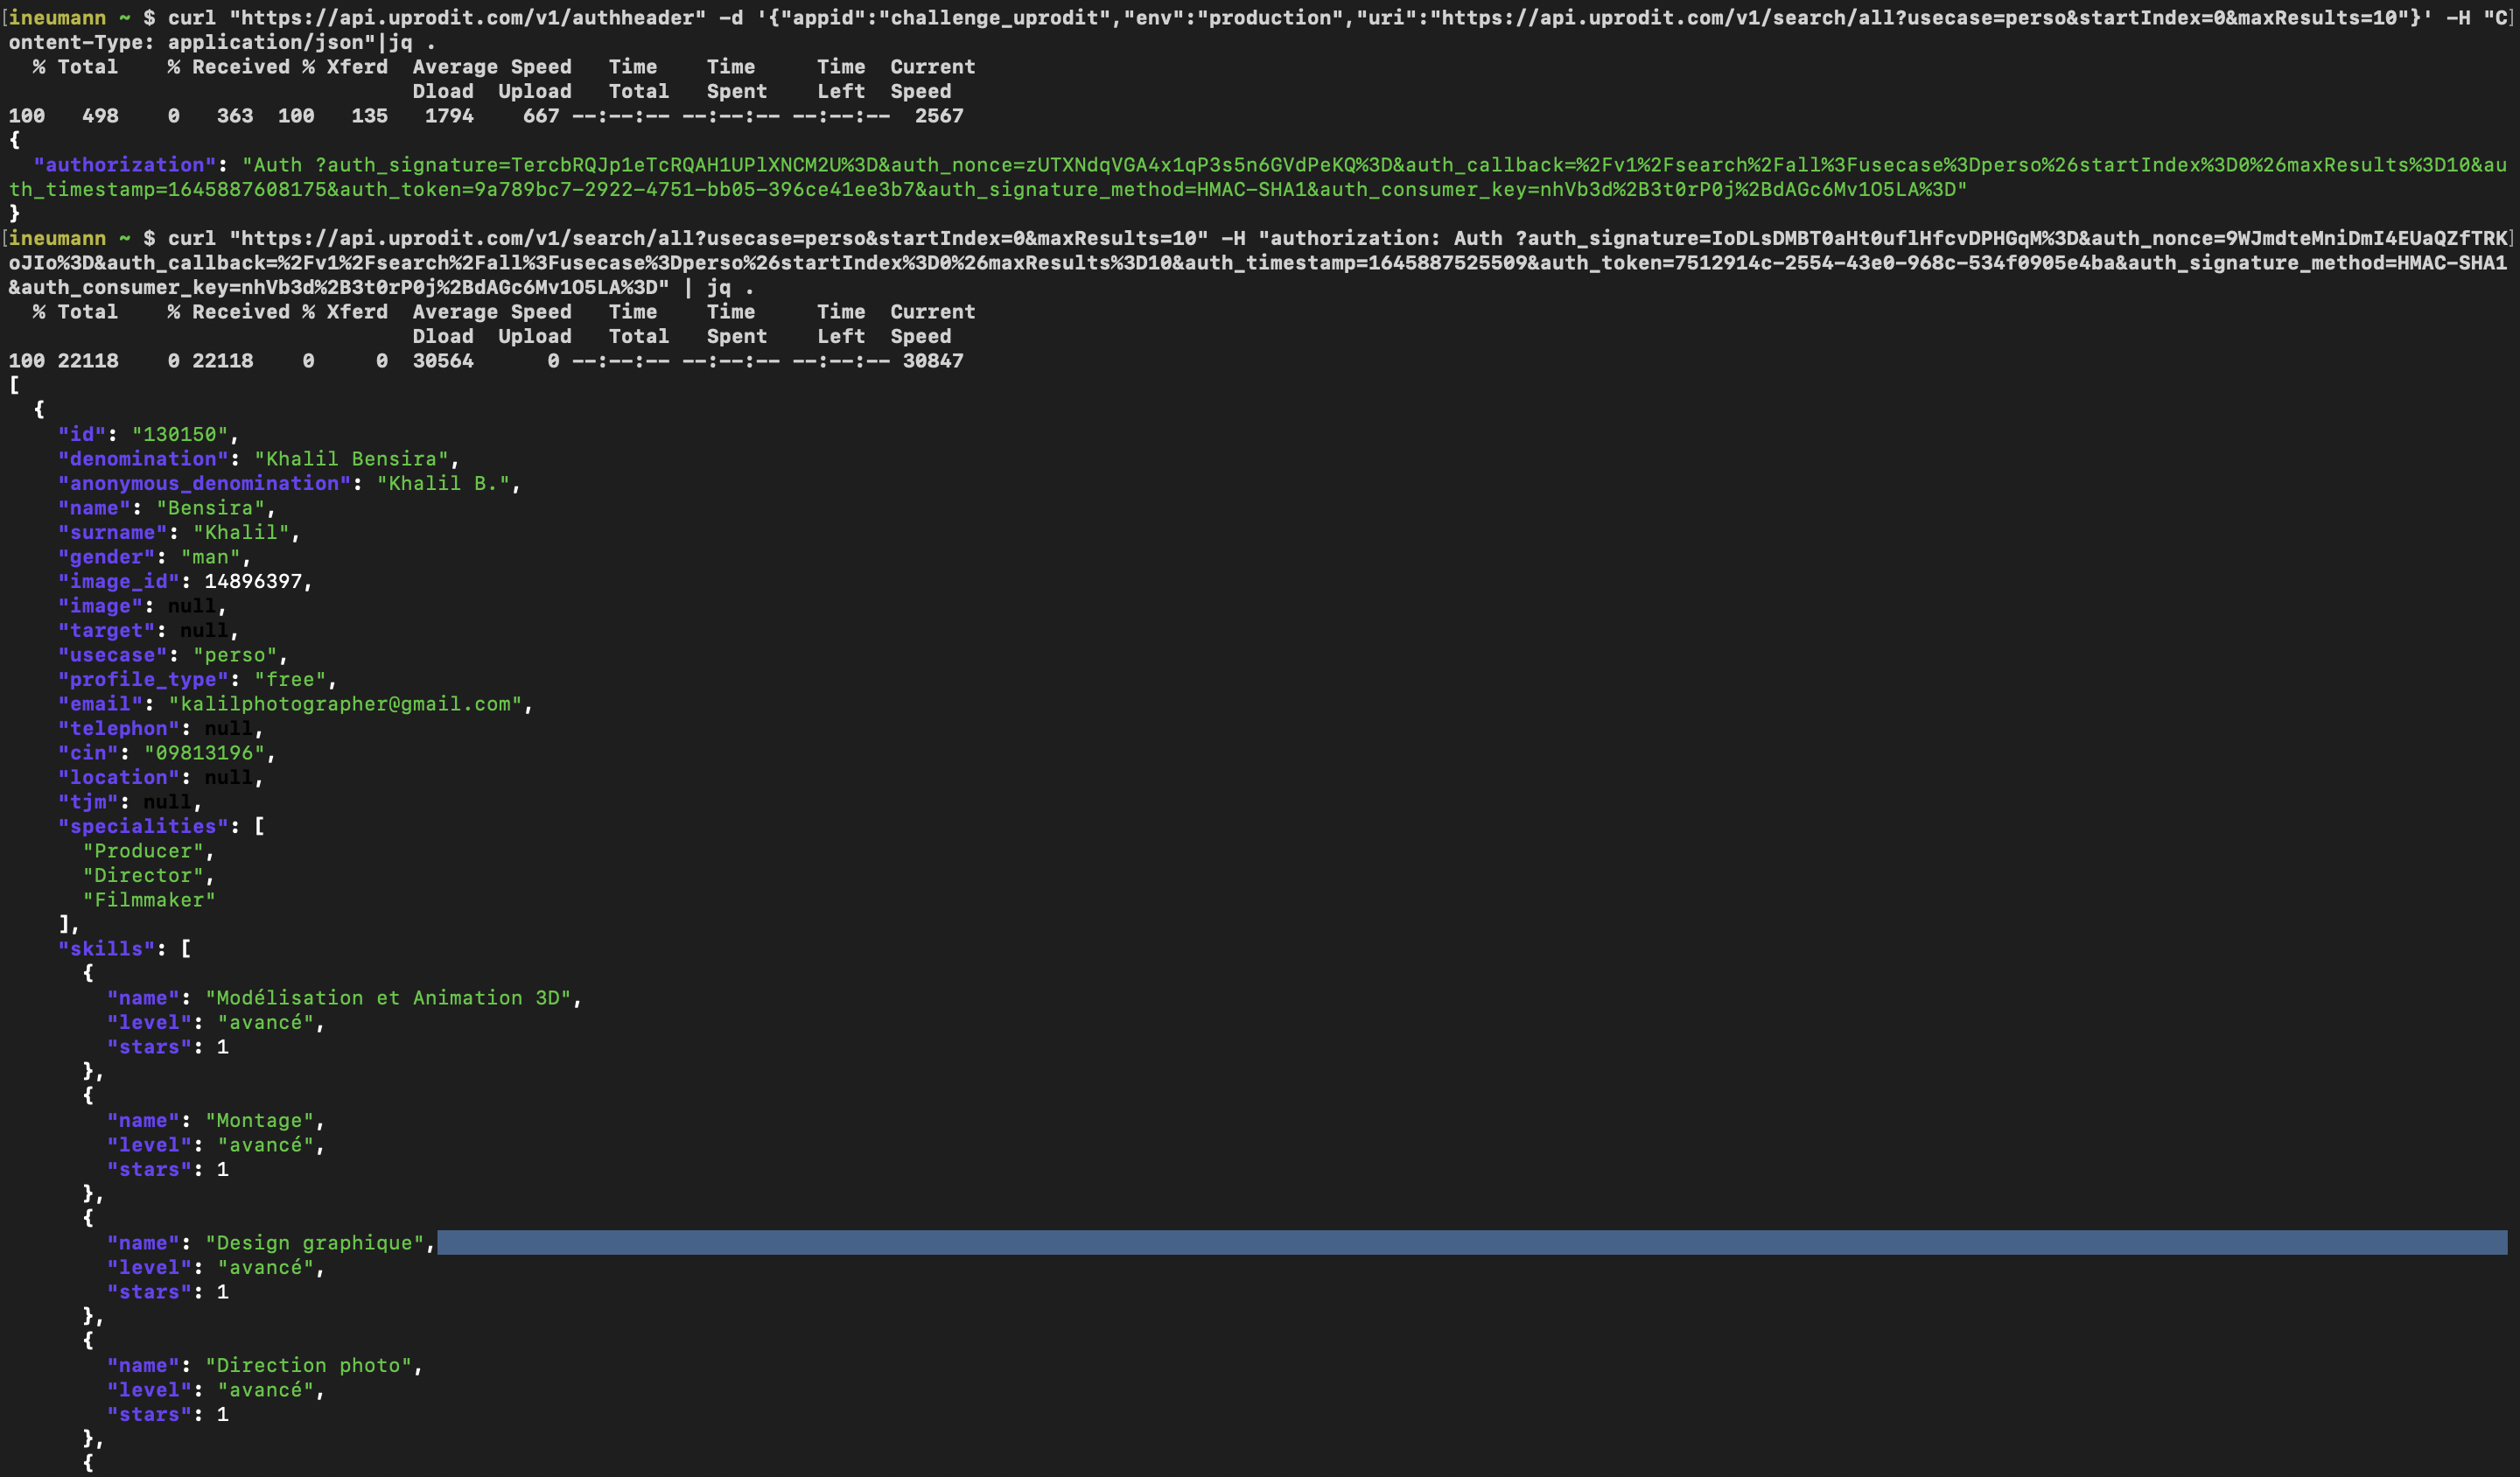 [ineumann ~ $ curl "https://api.uprodit.com/v1/authheader" -d '{"appid":"challenge_uprodit","env":"production","uri":"https://api.uprodit.com/v1/search/all?usecase=perso&startIndex=0&maxResults=10"}' -H "C]
ontent-Type: application/json"|jq .
  % Total    % Received % Xferd  Average Speed   Time    Time     Time  Current
                                 Dload  Upload   Total   Spent    Left  Speed
100   498    0   363  100   135   1794    667 --:--:-- --:--:-- --:--:--  2567
{
  "authorization": "Auth ?auth_signature=TercbRQJp1eTcRQAH1UPlXNCM2U%3D&auth_nonce=zUTXNdqVGA4x1qP3s5n6GVdPeKQ%3D&auth_callback=%2Fv1%2Fsearch%2Fall%3Fusecase%3Dperso%26startIndex%3D0%26maxResults%3D10&au
th_timestamp=1645887608175&auth_token=9a789bc7-2922-4751-bb05-396ce41ee3b7&auth_signature_method=HMAC-SHA1&auth_consumer_key=nhVb3d%2B3t0rP0j%2BdAGc6Mv1O5LA%3D"
}
[ineumann ~ $ curl "https://api.uprodit.com/v1/search/all?usecase=perso&startIndex=0&maxResults=10" -H "authorization: Auth ?auth_signature=IoDLsDMBT0aHt0uflHfcvDPHGqM%3D&auth_nonce=9WJmdteMniDmI4EUaQZfTRK]
oJIo%3D&auth_callback=%2Fv1%2Fsearch%2Fall%3Fusecase%3Dperso%26startIndex%3D0%26maxResults%3D10&auth_timestamp=1645887525509&auth_token=7512914c-2554-43e0-968c-534f0905e4ba&auth_signature_method=HMAC-SHA1
&auth_consumer_key=nhVb3d%2B3t0rP0j%2BdAGc6Mv1O5LA%3D" | jq .
  % Total    % Received % Xferd  Average Speed   Time    Time     Time  Current
                                 Dload  Upload   Total   Spent    Left  Speed
100 22118    0 22118    0     0  30564      0 --:--:-- --:--:-- --:--:-- 30847
[
  {
    "id": "130150",
    "denomination": "Khalil Bensira",
    "anonymous_denomination": "Khalil B.",
    "name": "Bensira",
    "surname": "Khalil",
    "gender": "man",
    "image_id": 14896397,
    "image": null,
    "target": null,
    "usecase": "perso",
    "profile_type": "free",
    "email": "kalilphotographer@gmail.com",
    "telephon": null,
    "cin": "09813196",
    "location": null,
    "tjm": null,
    "specialities": [
      "Producer",
      "Director",
      "Filmmaker"
    ],
    "skills": [
      {
        "name": "Modélisation et Animation 3D",
        "level": "avancé",
        "stars": 1
      },
      {
        "name": "Montage",
        "level": "avancé",
        "stars": 1
      },
      {
        "name": "Design graphique",
        "level": "avancé",
        "stars": 1
      },
      {
        "name": "Direction photo",
        "level": "avancé",
        "stars": 1
      },
      {